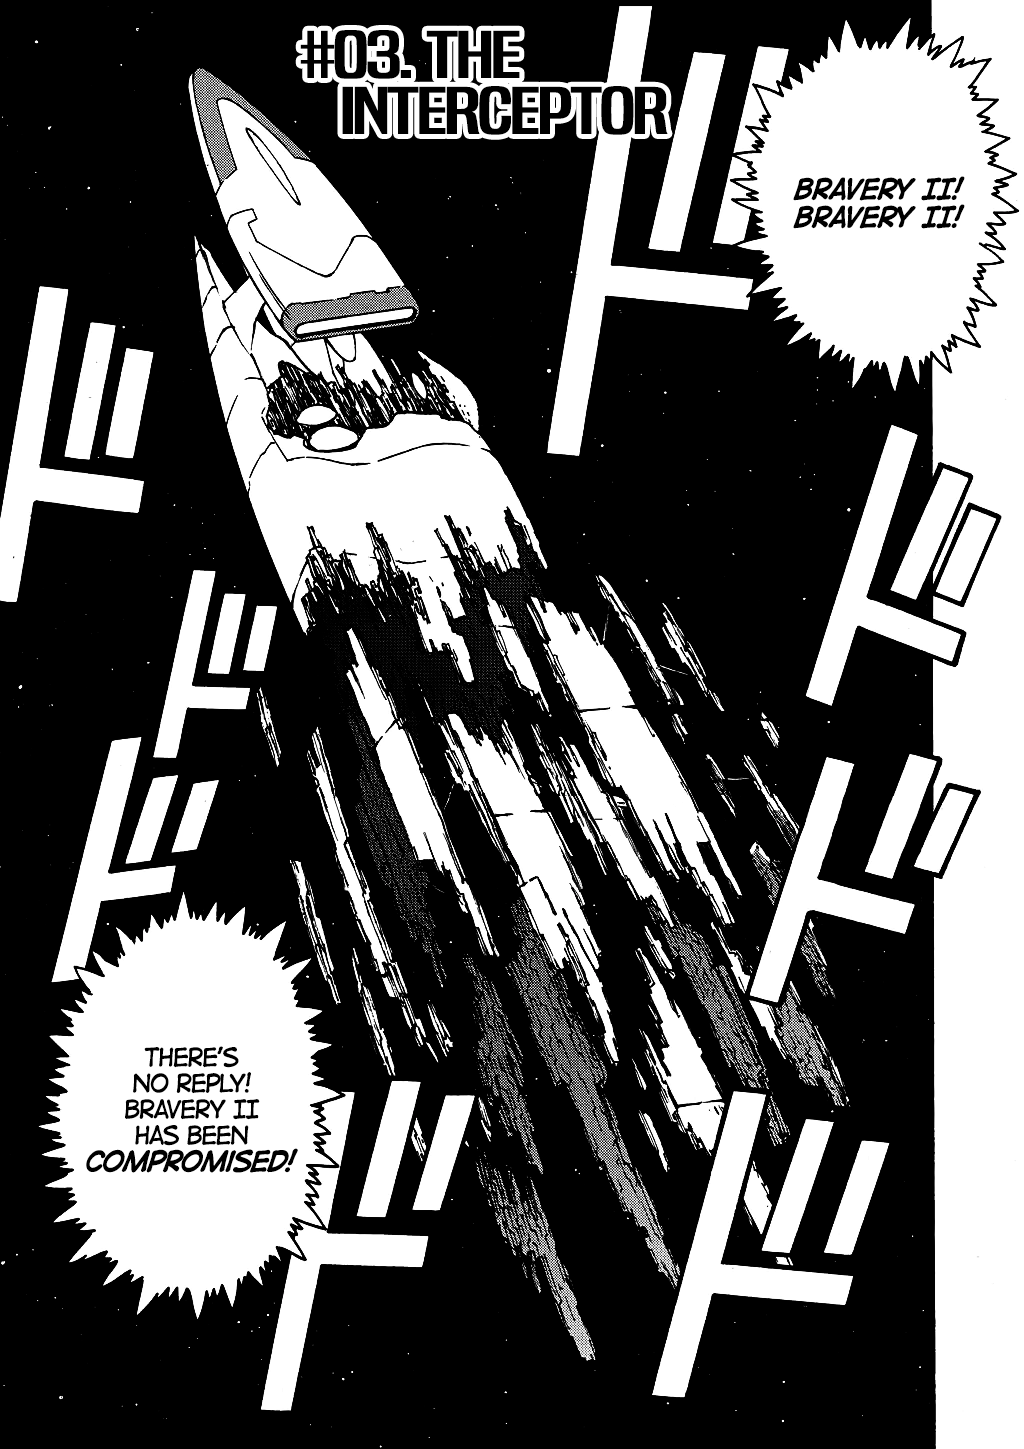 #03. THE
INTERCEPTOR
BRAVERY II!
BRAVERY II!
ド
ド
ド
ド
ド
ド
ド
ド
THERE'S
NO REPLY!
BRAVERY II
HAS BEEN
COMPROMISED!